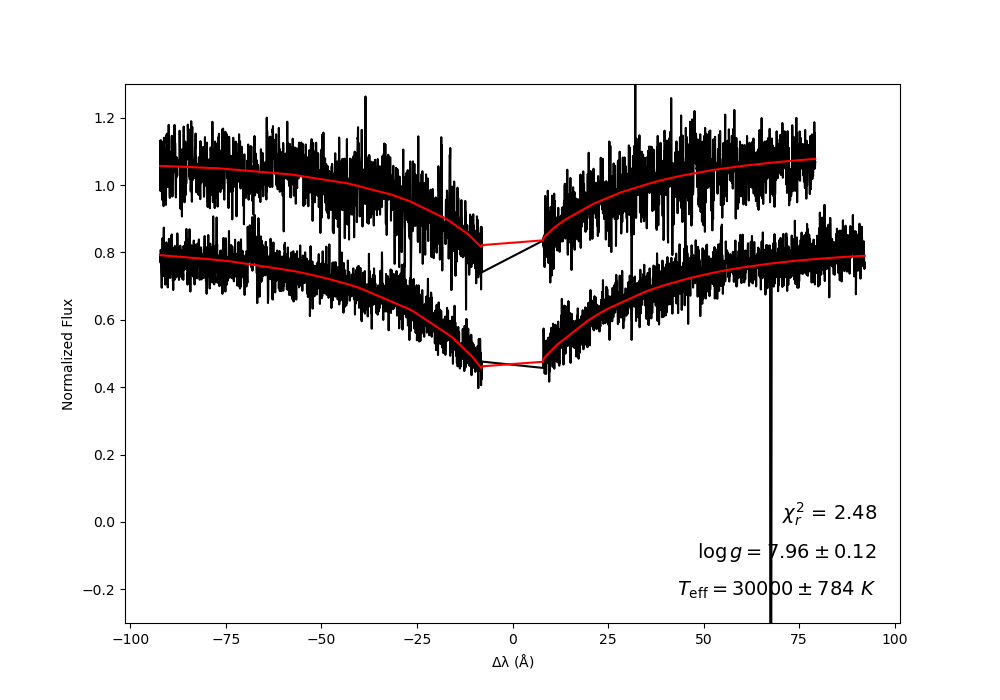 1.2
1.0
0.8
0.6
0.4
0.2
0.0
−0.2
Normalized Flux
χ²ᵣ = 2.48
log g = 7.96 ± 0.12
T_eff = 30000 ± 784 K
−100 −75 −50 −25 0 25 50 75 100
Δλ (Å)